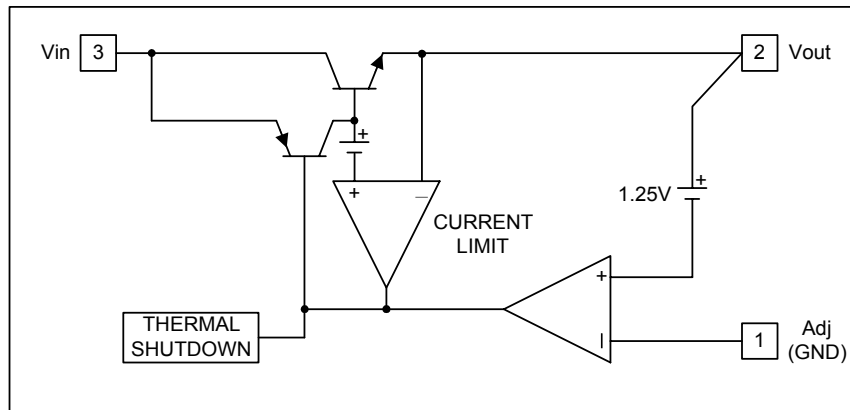 Vin 3
2 Vout
+
+ −
1.25V +
CURRENT
LIMIT
+
THERMAL
SHUTDOWN
−
1 Adj
(GND)